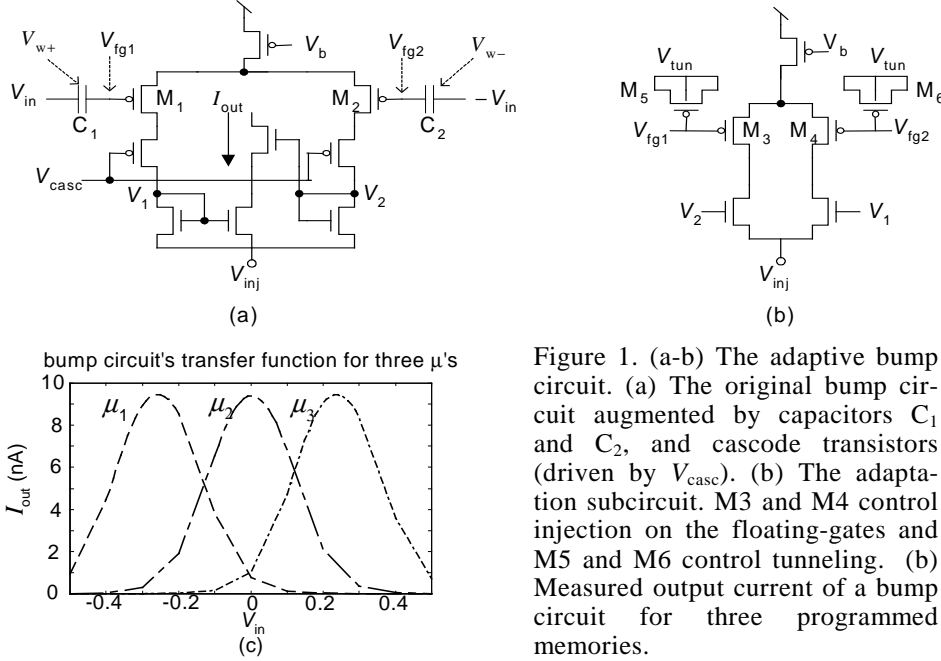 V_w+
V_fg1
V_b
V_fg2
V_w−
V_in
M_1
I_out
M_2
−V_in
C_1
C_2
V_casc
V_1
V_2
V_inj
(a)
V_b
V_tun
V_tun
M_5
M_6
V_fg1
M_3
M_4
V_fg2
V_2
V_1
V_inj
(b)
bump circuit's transfer function for three μ's
10
8
6
4
2
0
I_out (nA)
μ_1
μ_2
μ_3
-0.4
-0.2
0
0.2
0.4
V_in
(c)
Figure 1. (a-b) The adaptive bump
circuit. (a) The original bump cir-
cuit augmented by capacitors C_1
and C_2, and cascode transistors
(driven by V_casc). (b) The adapta-
tion subcircuit. M3 and M4 control
injection on the floating-gates and
M5 and M6 control tunneling. (b)
Measured output current of a bump
circuit for three programmed
memories.